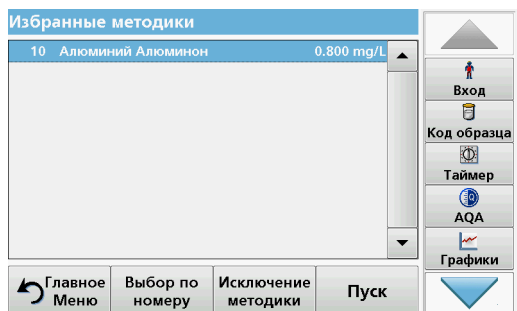 Избранные методики
10 Алюминий Алюминон 0.800 mg/L
Вход
Код образца
Таймер
AQA
Графики
Главное
Меню
Выбор по
номеру
Исключение
методики
Пуск